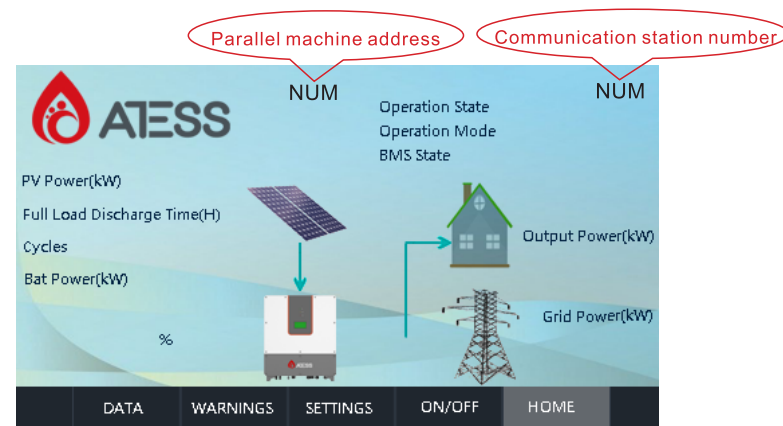 Parallel machine address
Communication station number
NUM
NUM
ATESS
Operation State
Operation Mode
BMS State
PV Power(kW)
Full Load Discharge Time(H)
Cycles
Output Power(kW)
Bat Power(kW)
Grid Power(kW)
%
ATESS
DATA
WARNINGS
SETTINGS
ON/OFF
HOME